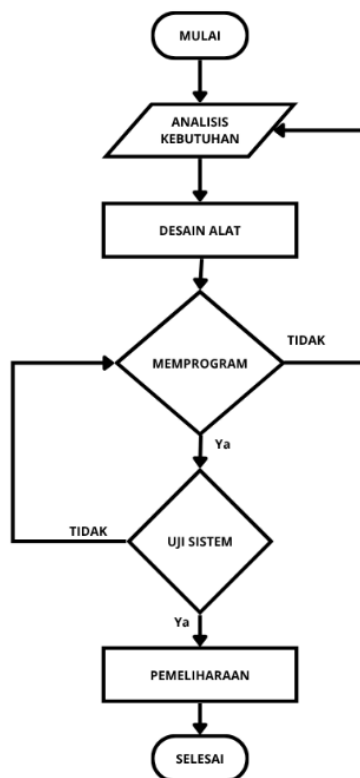 MULAI
ANALISIS
KEBUTUHAN
DESAIN ALAT
MEMPROGRAM
TIDAK
Ya
UJI SISTEM
TIDAK
Ya
PEMELIHARAAN
SELESAI